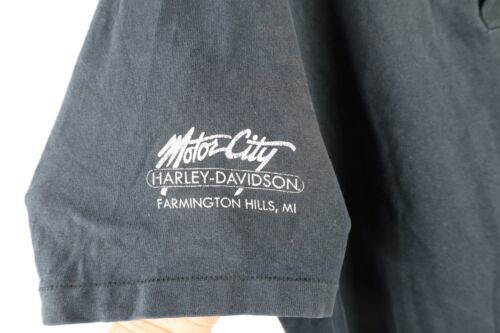 Motor City
HARLEY-DAVIDSON
FARMINGTON HILLS, MI